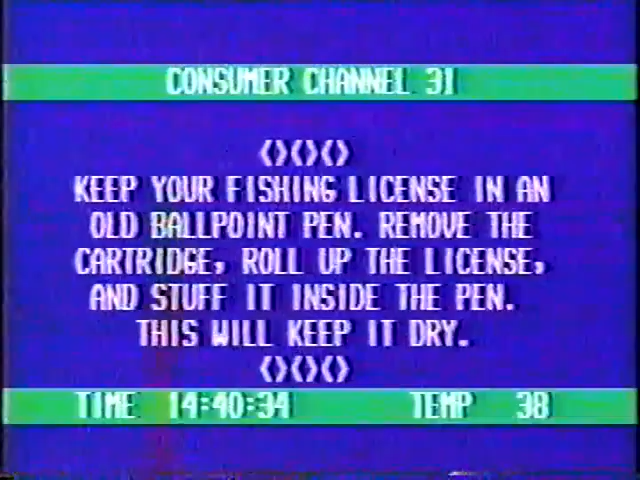 CONSUMER CHANNEL 31
<><><>
KEEP YOUR FISHING LICENSE IN AN
OLD BALLPOINT PEN. REMOVE THE
CARTRIDGE, ROLL UP THE LICENSE,
AND STUFF IT INSIDE THE PEN.
THIS WILL KEEP IT DRY.
<><><>
TIME 14:40:34 TEMP 38